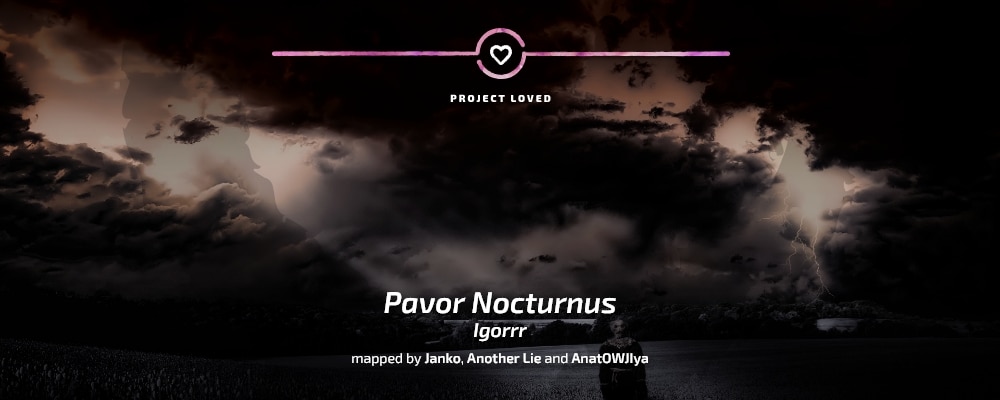 PROJECT LOVED
Pavor Nocturnus
Igorrr
mapped by Janko, Another Lie and AnatOWJIya